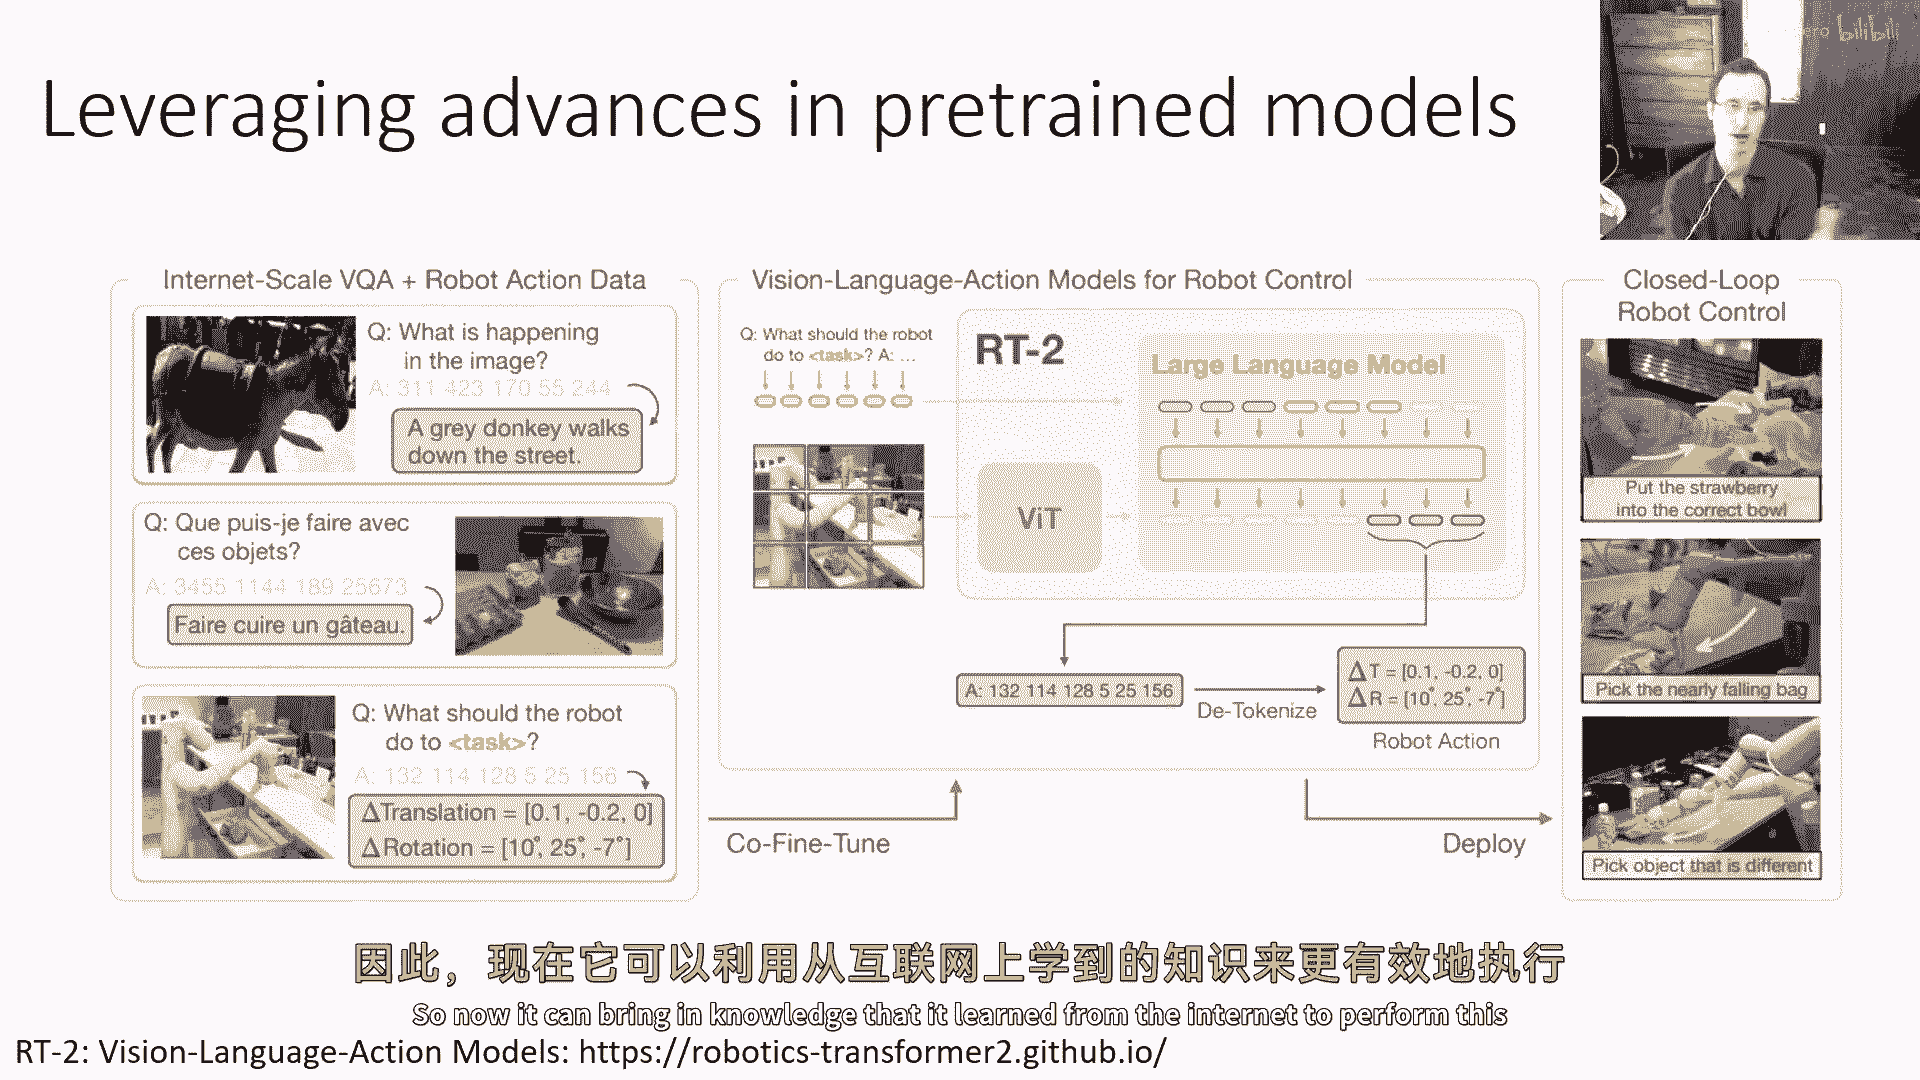 Leveraging advances in pretrained models
bilibili
Internet-Scale VQA + Robot Action Data
Q: What is happening
in the image?
A: 311 423 170 55 244
A grey donkey walks
down the street.
Q: Que puis-je faire avec
ces objets?
A: 3455 1144 189 25673
Faire cuire un gâteau.
Q: What should the robot
do to <task>?
A: 132 114 128 5 25 156
ΔTranslation = [0.1, -0.2, 0]
ΔRotation = [10°, 25°, -7°]
Co-Fine-Tune
Vision-Language-Action Models for Robot Control
Q: What should the robot
do to <task>? A: ...
RT-2
Large Language Model
ViT
A: 132 114 128 5 25 156
De-Tokenize
ΔT = [0.1, -0.2, 0]
ΔR = [10°, 25°, -7°]
Robot Action
Deploy
Closed-Loop
Robot Control
Put the strawberry
into the correct bowl
Pick the nearly falling bag
Pick object that is different
因此，现在它可以利用从互联网上学到的知识来更有效地执行
So now it can bring in knowledge that it learned from the internet to perform this
RT-2: Vision-Language-Action Models: https://robotics-transformer2.github.io/